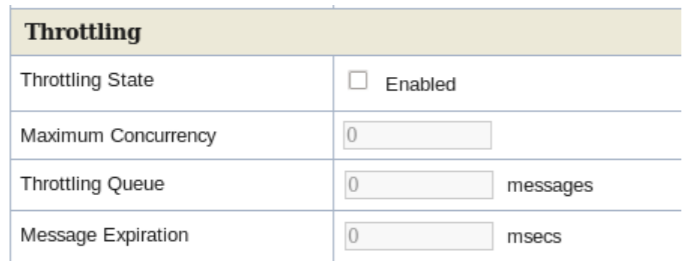 Throttling
Throttling State Enabled
Maximum Concurrency 0
Throttling Queue 0 messages
Message Expiration 0 msecs